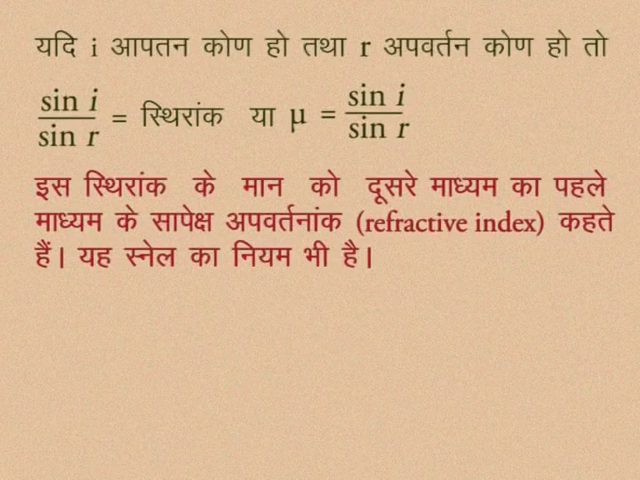 यदि i आपतन कोण हो तथा r अपवर्तन कोण हो तो
sin i / sin r = स्थिरांक या μ = sin i / sin r
इस स्थिरांक के मान को दूसरे माध्यम का पहले
माध्यम के सापेक्ष अपवर्तनांक (refractive index) कहते
हैं। यह स्नेल का नियम भी है।